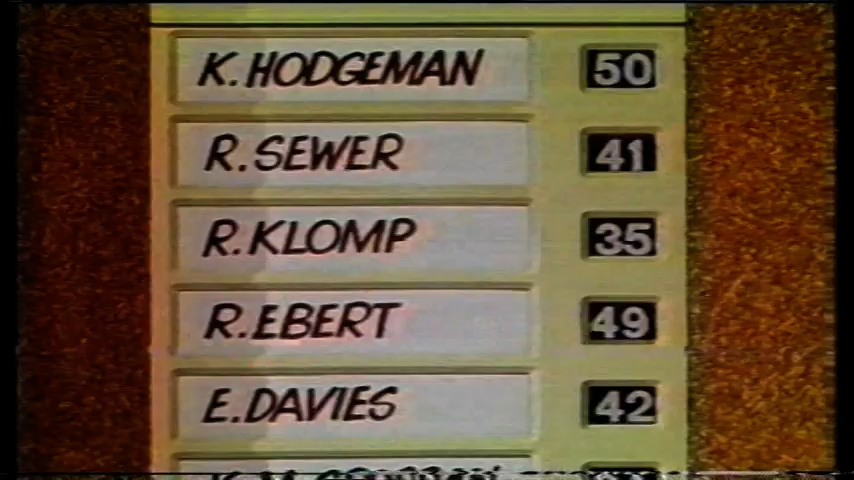 K. HODGEMAN 50
R. SEWER 41
R. KLOMP 35
R. EBERT 49
E. DAVIES 42